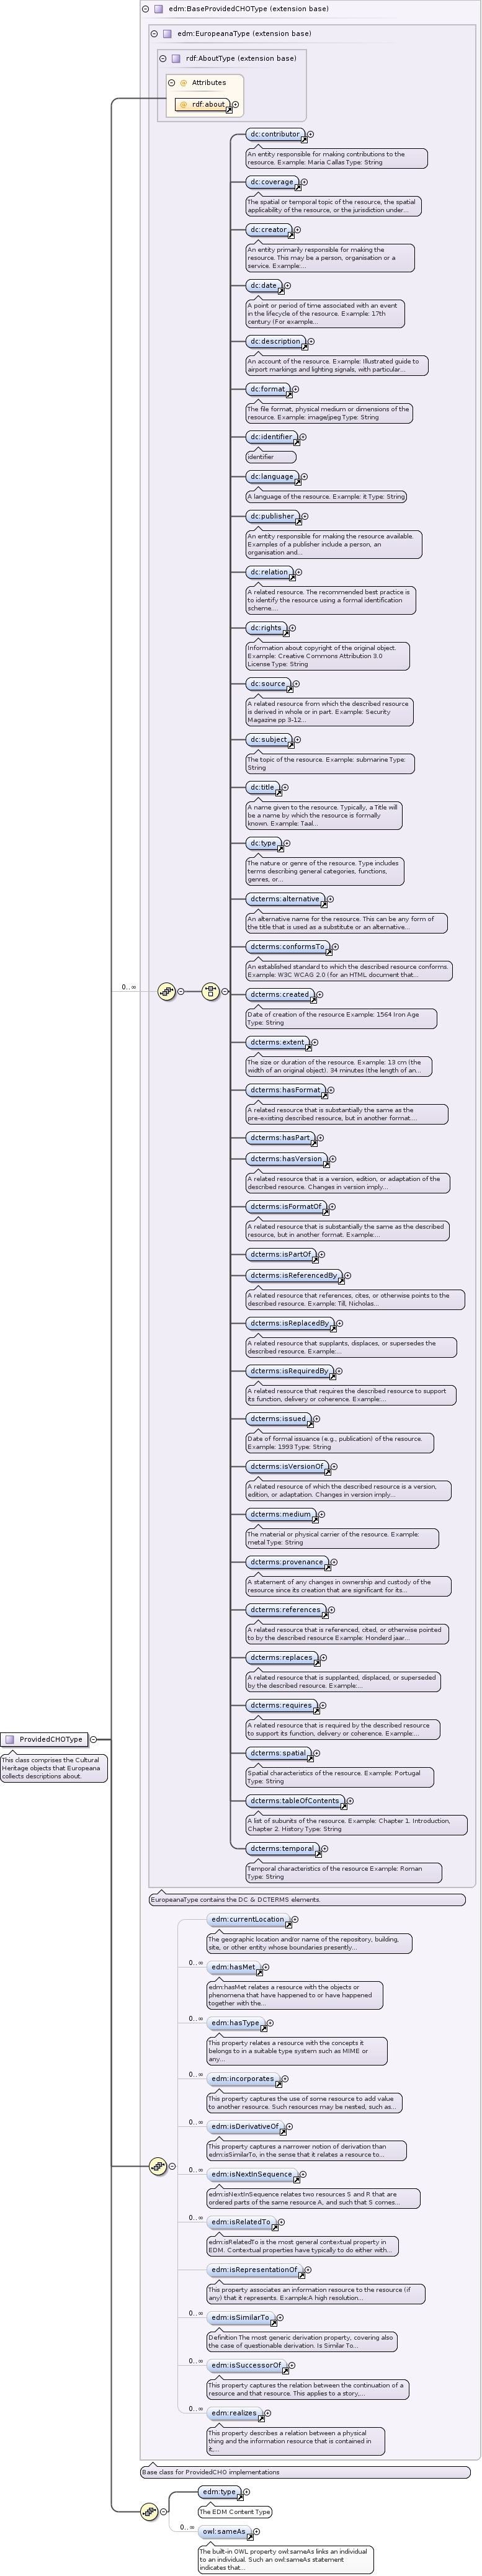 edm:BaseProvidedCHOType (extension base)
edm:EuropeanaType (extension base)
rdf:AboutType (extension base)
@ Attributes
@ rdf:about
dc:contributor
An entity responsible for making contributions to the
resource. Example: Maria Callas Type: String
dc:coverage
The spatial or temporal topic of the resource, the spatial
applicability of the resource, or the jurisdiction under...
dc:creator
An entity primarily responsible for making the
resource. This may be a person, organisation or a
service. Example:...
dc:date
A point or period of time associated with an event
in the lifecycle of the resource. Example: 17th
century (For example...
dc:description
An account of the resource. Example: Illustrated guide to
airport markings and lighting signals, with particular...
dc:format
The file format, physical medium or dimensions of the
resource. Example: image/jpeg Type: String
dc:identifier
identifier
dc:language
A language of the resource. Example: it Type: String
dc:publisher
An entity responsible for making the resource available.
Examples of a publisher include a person, an
organisation and...
dc:relation
A related resource. The recommended best practice is
to identify the resource using a formal identification
scheme....
dc:rights
Information about copyright of the original object.
Example: Creative Commons Attribution 3.0
License Type: String
dc:source
A related resource from which the described resource
is derived in whole or in part. Example: Security
Magazine pp 3-12...
dc:subject
The topic of the resource. Example: submarine Type:
String
dc:title
A name given to the resource. Typically, a Title will
be a name by which the resource is formally
known. Example: Taal...
dc:type
The nature or genre of the resource. Type includes
terms describing general categories, functions,
genres, or...
dcterms:alternative
An alternative name for the resource. This can be any form of
the title that is used as a substitute or an alternative...
dcterms:conformsTo
An established standard to which the described resource conforms.
Example: W3C WCAG 2.0 (for an HTML document that...
0..∞
dcterms:created
Date of creation of the resource Example: 1564 Iron Age
Type: String
dcterms:extent
The size or duration of the resource. Example: 13 cm (the
width of an original object). 34 minutes (the length of an...
dcterms:hasFormat
A related resource that is substantially the same as the
pre-existing described resource, but in another format....
dcterms:hasPart
dcterms:hasVersion
A related resource that is a version, edition, or adaptation of the
described resource. Changes in version imply...
dcterms:isFormatOf
A related resource that is substantially the same as the described
resource, but in another format. Example:...
dcterms:isPartOf
dcterms:isReferencedBy
A related resource that references, cites, or otherwise points to the
described resource. Example: Till, Nicholas...
dcterms:isReplacedBy
A related resource that supplants, displaces, or supersedes the
described resource. Example:...
dcterms:isRequiredBy
A related resource that requires the described resource to support
its function, delivery or coherence. Example:...
dcterms:issued
Date of formal issuance (e.g., publication) of the resource.
Example: 1993 Type: String
dcterms:isVersionOf
A related resource of which the described resource is a version,
edition, or adaptation. Changes in version imply...
dcterms:medium
The material or physical carrier of the resource. Example:
metal Type: String
dcterms:provenance
A statement of any changes in ownership and custody of the
resource since its creation that are significant for its...
dcterms:references
A related resource that is referenced, cited, or otherwise pointed
to by the described resource Example: Honderd jaar...
dcterms:replaces
A related resource that is supplanted, displaced, or superseded
by the described resource. Example:...
dcterms:requires
A related resource that is required by the described resource
to support its function, delivery or coherence. Example:...
ProvidedCHOType
This class comprises the Cultural
Heritage objects that Europeana
collects descriptions about.
dcterms:spatial
Spatial characteristics of the resource. Example: Portugal
Type: String
dcterms:tableOfContents
A list of subunits of the resource. Example: Chapter 1. Introduction,
Chapter 2. History Type: String
dcterms:temporal
Temporal characteristics of the resource Example: Roman
Type: String
EuropeanaType contains the DC & DCTERMS elements.
edm:currentLocation
The geographic location and/or name of the repository, building,
site, or other entity whose boundaries presently...
0..∞
edm:hasMet
edm:hasMet relates a resource with the objects or
phenomena that have happened to or have happened
together with the...
0..∞
edm:hasType
This property relates a resource with the concepts it
belongs to in a suitable type system such as MIME or
any...
0..∞
edm:incorporates
This property captures the use of some resource to add value
to another resource. Such resources may be nested, such as...
0..∞
edm:isDerivativeOf
This property captures a narrower notion of derivation than
edm:isSimilarTo, in the sense that it relates a resource to...
0..∞
edm:isNextInSequence
edm:isNextInSequence relates two resources S and R that are
ordered parts of the same resource A, and such that S comes...
0..∞
edm:isRelatedTo
edm:isRelatedTo is the most general contextual property in
EDM. Contextual properties have typically to do either with...
edm:isRepresentationOf
This property associates an information resource to the resource (if
any) that it represents. Example:A high resolution...
0..∞
edm:isSimilarTo
Definition The most generic derivation property, covering also
the case of questionable derivation. Is Similar To...
0..∞
edm:isSuccessorOf
This property captures the relation between the continuation of a
resource and that resource. This applies to a story,...
0..∞
edm:realizes
This property describes a relation between a physical
thing and the information resource that is contained in
it,...
Base class for ProvidedCHO implementations
edm:type
The EDM Content Type
0..∞
owl:sameAs
The built-in OWL property owl:sameAs links an individual
to an individual. Such an owl:sameAs statement
indicates that...